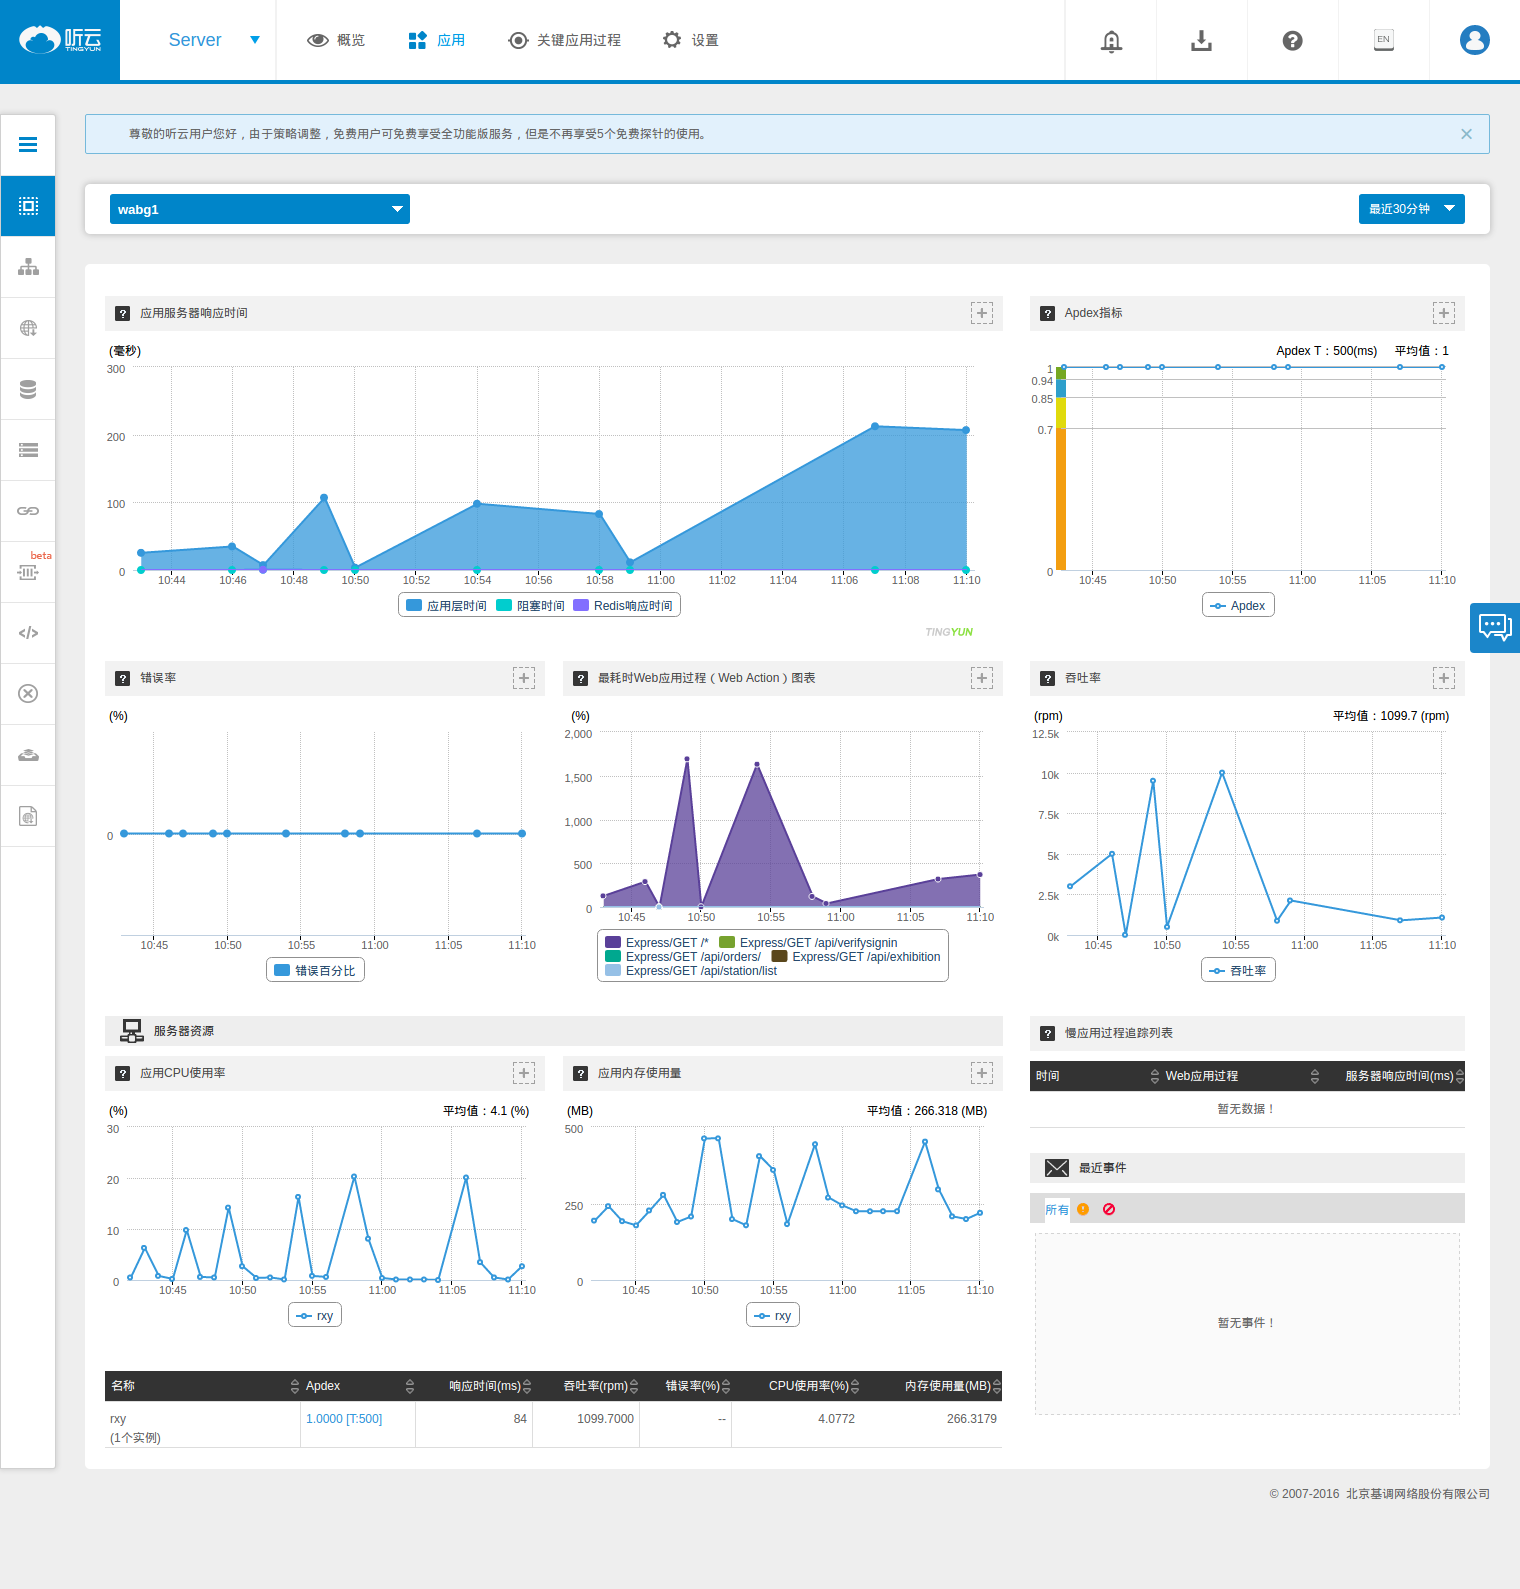 听云
TINGYUN
Server
概览
应用
关键应用过程
设置
EN
尊敬的听云用户您好，由于策略调整，免费用户可免费享受全功能版服务，但是不再享受5个免费探针的使用。
wabg1
最近30分钟
beta
应用服务器响应时间
(毫秒)
300
200
100
0
10:44 10:46 10:48 10:50 10:52 10:54 10:56 10:58 11:00 11:02 11:04 11:06 11:08 11:10
应用层时间 阻塞时间 Redis响应时间
TINGYUN
Apdex指标
Apdex T：500(ms) 平均值：1
1
0.94
0.85
0.7
0
10:45 10:50 10:55 11:00 11:05 11:10
Apdex
错误率
(%)
0
10:45 10:50 10:55 11:00 11:05 11:10
错误百分比
最耗时Web应用过程（Web Action）图表
(%)
2,000
1,500
1,000
500
0
10:45 10:50 10:55 11:00 11:05 11:10
Express/GET /* Express/GET /api/verifysignin
Express/GET /api/orders/ Express/GET /api/exhibition
Express/GET /api/station/list
吞吐率
(rpm) 平均值：1099.7 (rpm)
12.5k
10k
7.5k
5k
2.5k
0k
10:45 10:50 10:55 11:00 11:05 11:10
吞吐率
服务器资源
应用CPU使用率
(%) 平均值：4.1 (%)
30
20
10
0
10:45 10:50 10:55 11:00 11:05 11:10
rxy
应用内存使用量
(MB) 平均值：266.318 (MB)
500
250
0
10:45 10:50 10:55 11:00 11:05 11:10
rxy
慢应用过程追踪列表
时间 Web应用过程 服务器响应时间(ms)
暂无数据！
最近事件
所有
暂无事件！
名称 Apdex 响应时间(ms) 吞吐率(rpm) 错误率(%) CPU使用率(%) 内存使用量(MB)
rxy 1.0000 [T:500] 84 1099.7000 -- 4.0772 266.3179
(1个实例)
© 2007-2016 北京基调网络股份有限公司